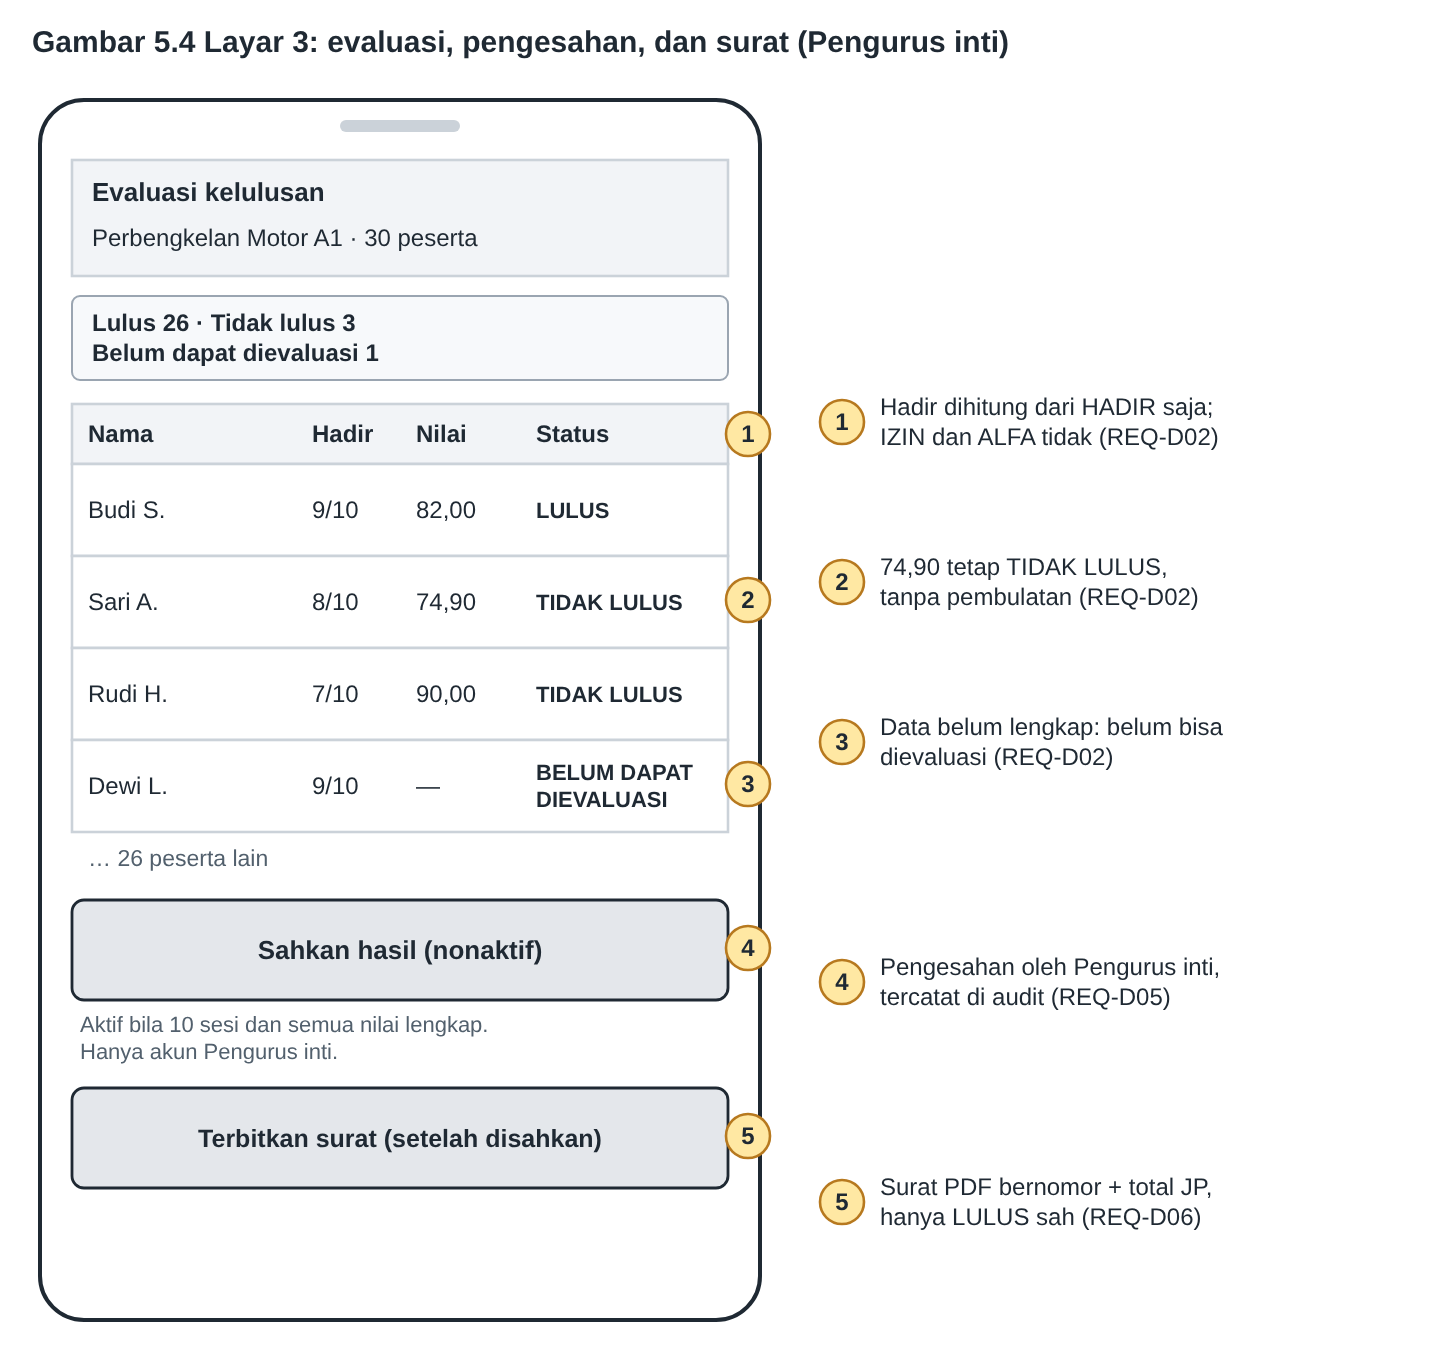 Gambar 5.4 Layar 3: evaluasi, pengesahan, dan surat (Pengurus inti)
Evaluasi kelulusan
Perbengkelan Motor A1 · 30 peserta
Lulus 26 · Tidak lulus 3
Belum dapat dievaluasi 1
Nama Hadir Nilai Status 1
Budi S. 9/10 82,00 LULUS
Sari A. 8/10 74,90 TIDAK LULUS 2
Rudi H. 7/10 90,00 TIDAK LULUS
Dewi L. 9/10 — BELUM DAPAT
DIEVALUASI 3
… 26 peserta lain
Sahkan hasil (nonaktif) 4
Aktif bila 10 sesi dan semua nilai lengkap.
Hanya akun Pengurus inti.
Terbitkan surat (setelah disahkan) 5
1 Hadir dihitung dari HADIR saja;
IZIN dan ALFA tidak (REQ-D02)
2 74,90 tetap TIDAK LULUS,
tanpa pembulatan (REQ-D02)
3 Data belum lengkap: belum bisa
dievaluasi (REQ-D02)
4 Pengesahan oleh Pengurus inti,
tercatat di audit (REQ-D05)
5 Surat PDF bernomor + total JP,
hanya LULUS sah (REQ-D06)